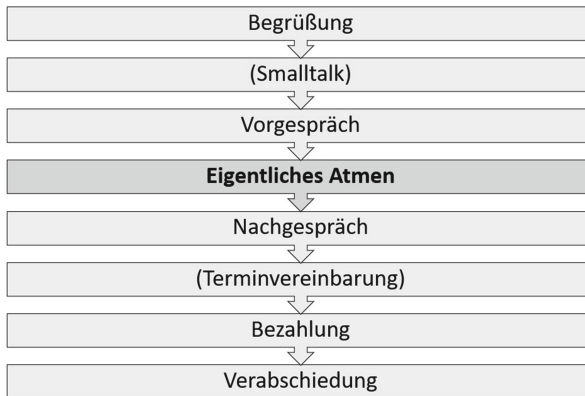 Begrüßung
(Smalltalk)
Vorgespräch
Eigentliches Atmen
Nachgespräch
(Terminvereinbarung)
Bezahlung
Verabschiedung